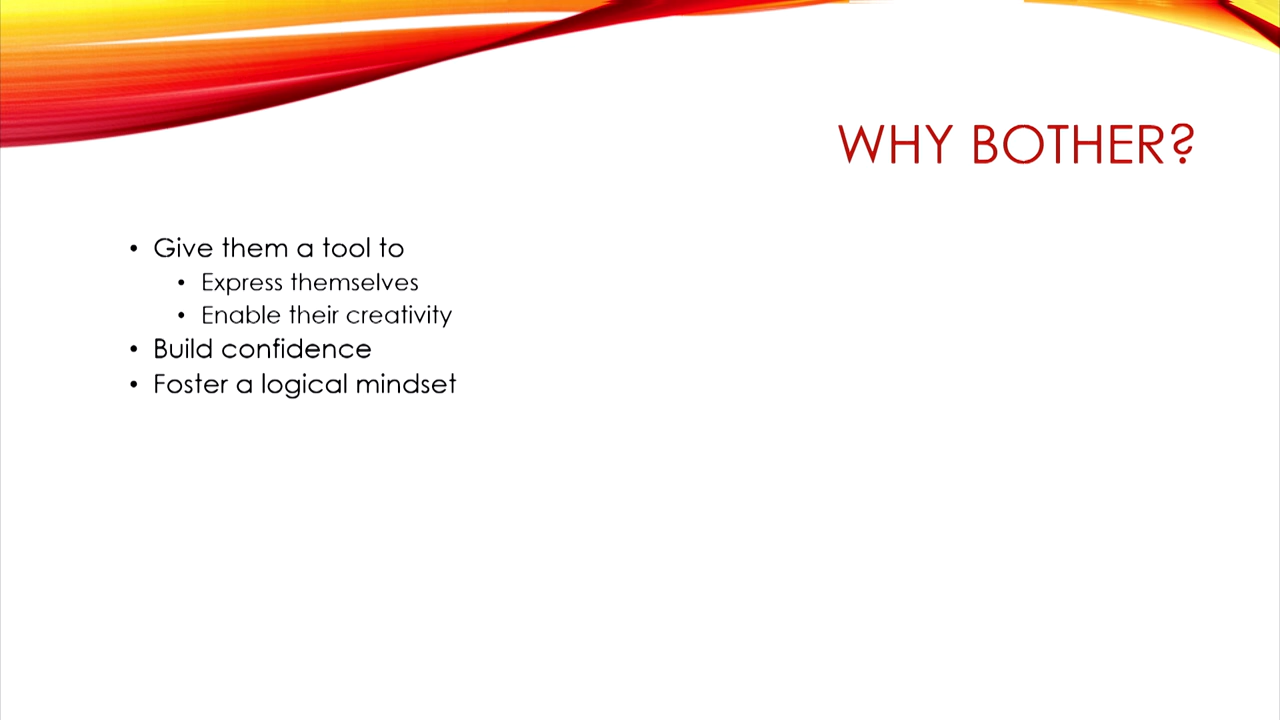 WHY BOTHER?
• Give them a tool to
• Express themselves
• Enable their creativity
• Build confidence
• Foster a logical mindset